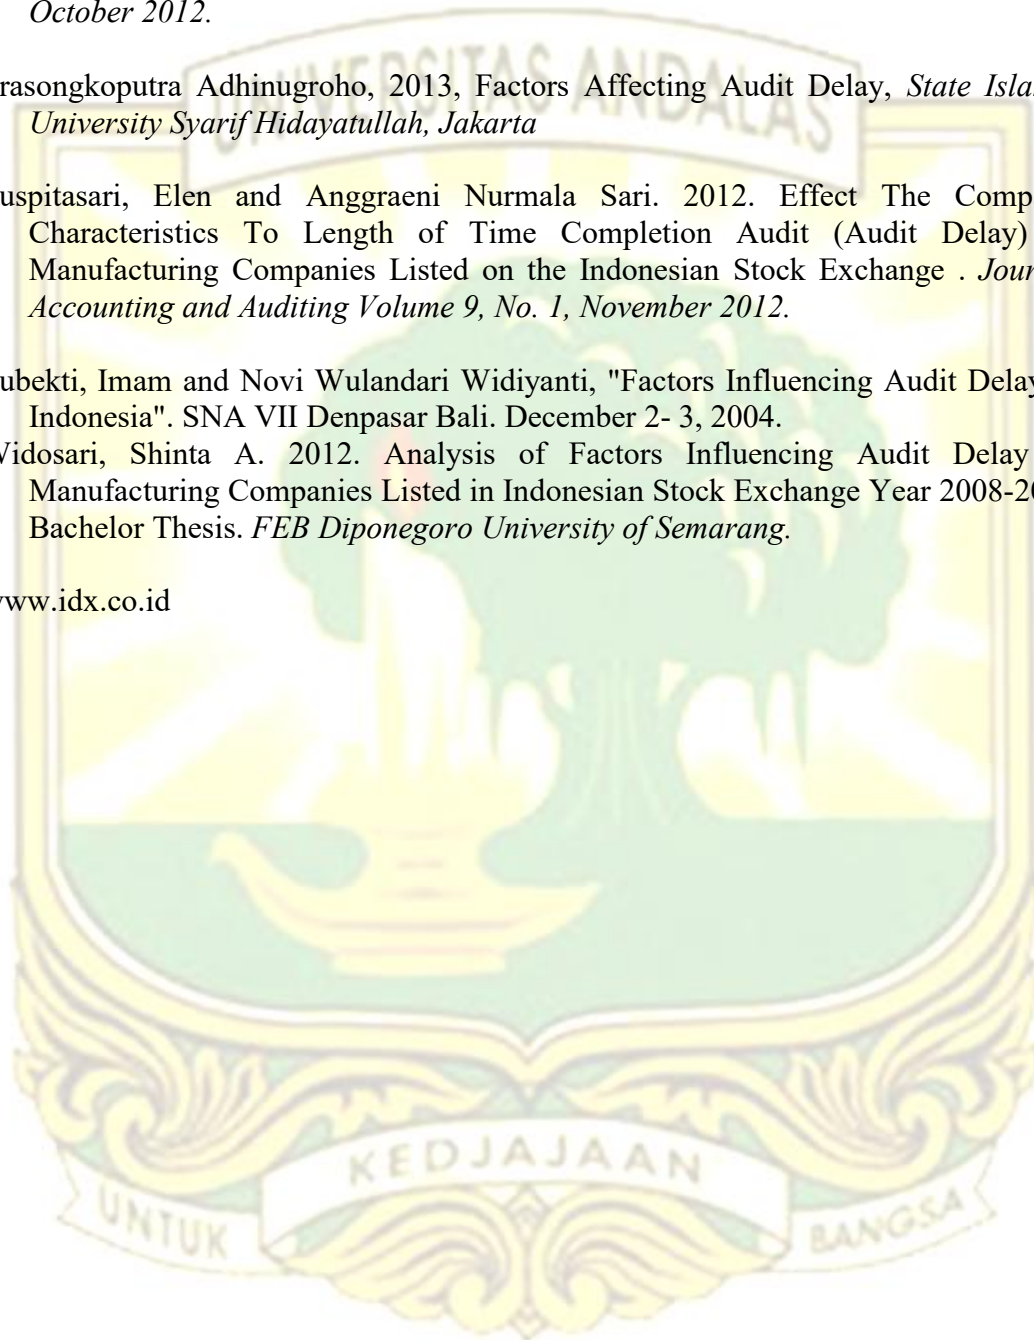 October 2012.
UNIVERSITAS ANDALAS
rasongkoputra Adhinugroho, 2013, Factors Affecting Audit Delay, State Isla
University Syarif Hidayatullah, Jakarta
uspitasari, Elen and Anggraeni Nurmala Sari. 2012. Effect The Comp
Characteristics To Length of Time Completion Audit (Audit Delay)
Manufacturing Companies Listed on the Indonesian Stock Exchange . Jour
Accounting and Auditing Volume 9, No. 1, November 2012.
ubekti, Imam and Novi Wulandari Widiyanti, "Factors Influencing Audit Delay
Indonesia". SNA VII Denpasar Bali. December 2- 3, 2004.
Vidosari, Shinta A. 2012. Analysis of Factors Influencing Audit Delay
Manufacturing Companies Listed in Indonesian Stock Exchange Year 2008-20
Bachelor Thesis. FEB Diponegoro University of Semarang.
www.idx.co.id
UNTUK KEDJAJAAN BANGSA